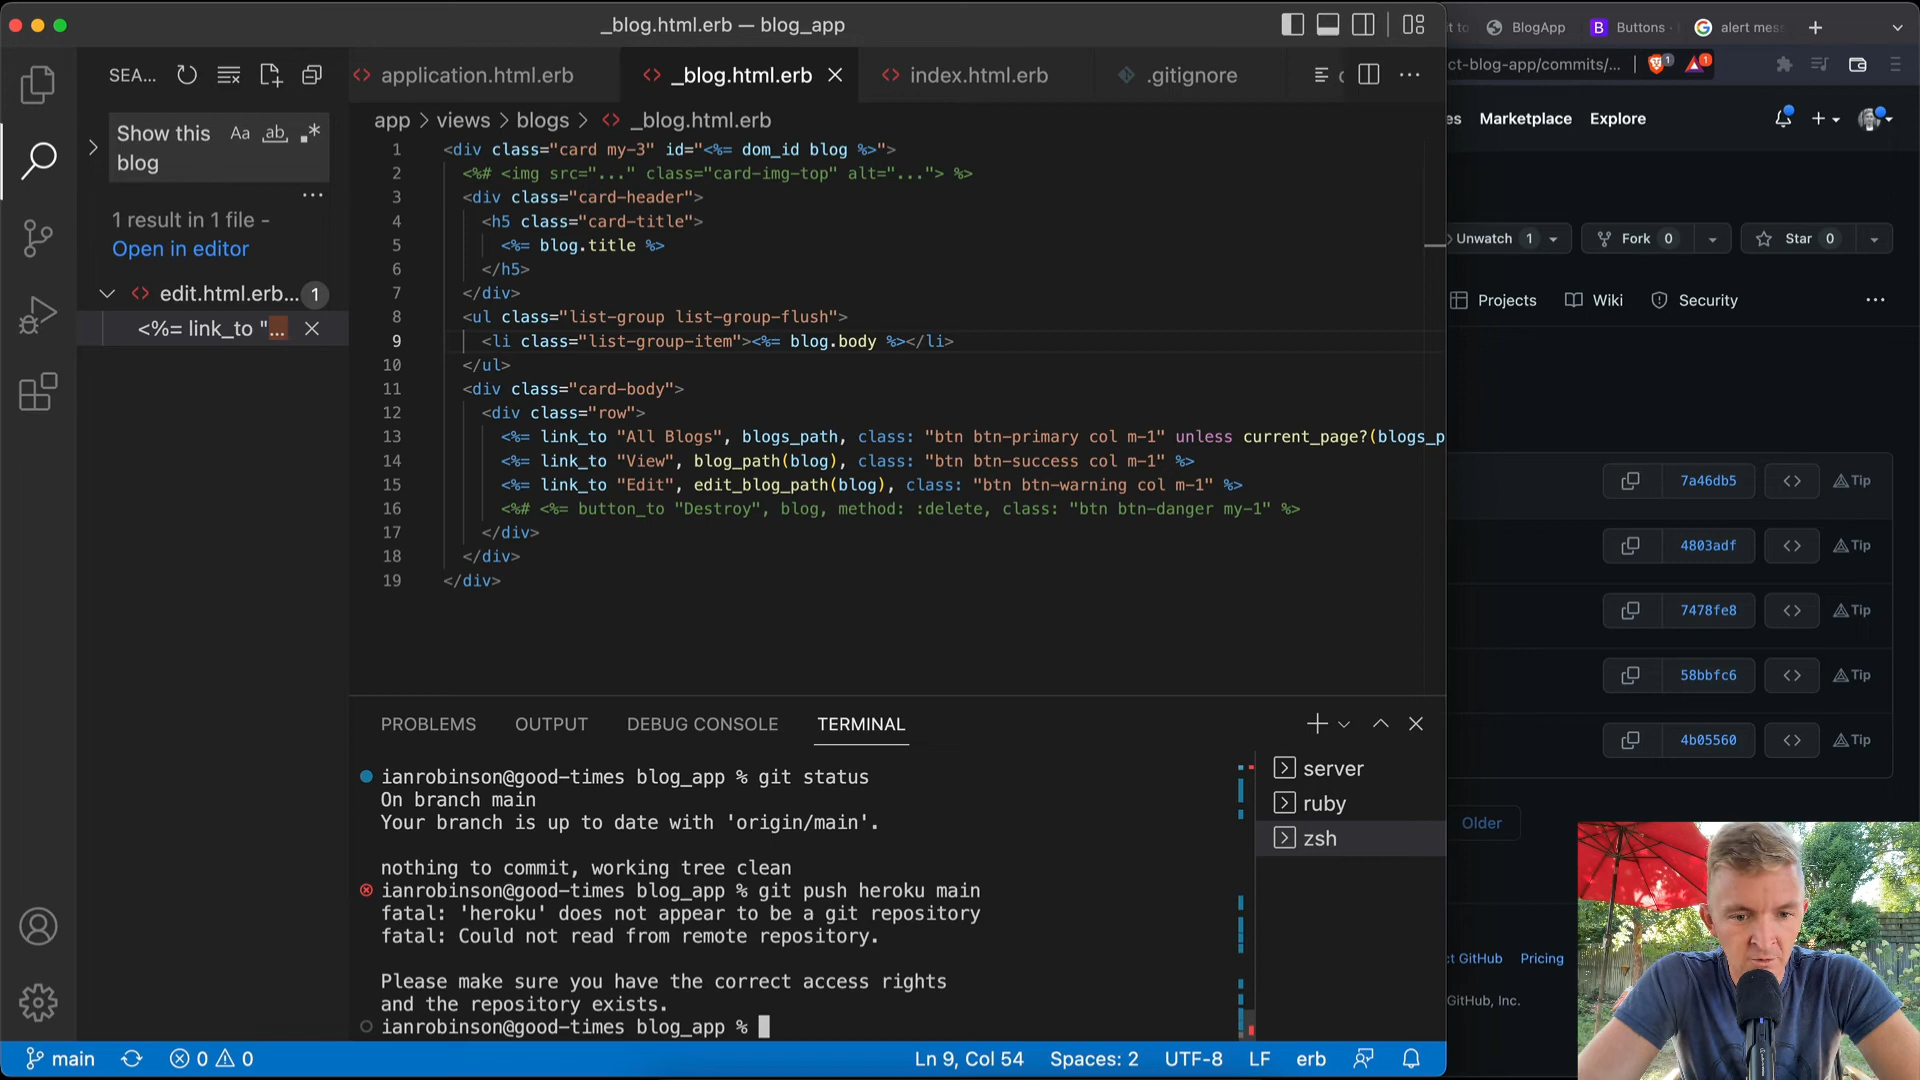 _blog.html.erb — blog_app
SEA...
Show this
blog
Aa
ab
1 result in 1 file -
Open in editor
edit.html.erb...
1
<%= link_to "...
application.html.erb
_blog.html.erb
index.html.erb
.gitignore
app > views > blogs > _blog.html.erb
1 <div class="card my-3" id="<%= dom_id blog %>">
2 <%# <img src="..." class="card-img-top" alt="..."> %>
3 <div class="card-header">
4 <h5 class="card-title">
5 <%= blog.title %>
6 </h5>
7 </div>
8 <ul class="list-group list-group-flush">
9 <li class="list-group-item"><%= blog.body %></li>
10 </ul>
11 <div class="card-body">
12 <div class="row">
13 <%= link_to "All Blogs", blogs_path, class: "btn btn-primary col m-1" unless current_page?(blogs_p
14 <%= link_to "View", blog_path(blog), class: "btn btn-success col m-1" %>
15 <%= link_to "Edit", edit_blog_path(blog), class: "btn btn-warning col m-1" %>
16 <%# <%= button_to "Destroy", blog, method: :delete, class: "btn btn-danger my-1" %>
17 </div>
18 </div>
19 </div>
PROBLEMS
OUTPUT
DEBUG CONSOLE
TERMINAL
ianrobinson@good-times blog_app % git status
On branch main
Your branch is up to date with 'origin/main'.
nothing to commit, working tree clean
ianrobinson@good-times blog_app % git push heroku main
fatal: 'heroku' does not appear to be a git repository
fatal: Could not read from remote repository.
Please make sure you have the correct access rights
and the repository exists.
ianrobinson@good-times blog_app %
server
ruby
zsh
main
0
0
Ln 9, Col 54
Spaces: 2
UTF-8
LF
erb
t to
BlogApp
B Buttons ·
alert mes
ct-blog-app/commits/...
1
1
es
Marketplace
Explore
Unwatch 1
Fork 0
Star 0
Projects
Wiki
Security
7a46db5
Tip
4803adf
Tip
7478fe8
Tip
58bbfc6
Tip
4b05560
Tip
Older
ct GitHub
Pricing
GitHub, Inc.